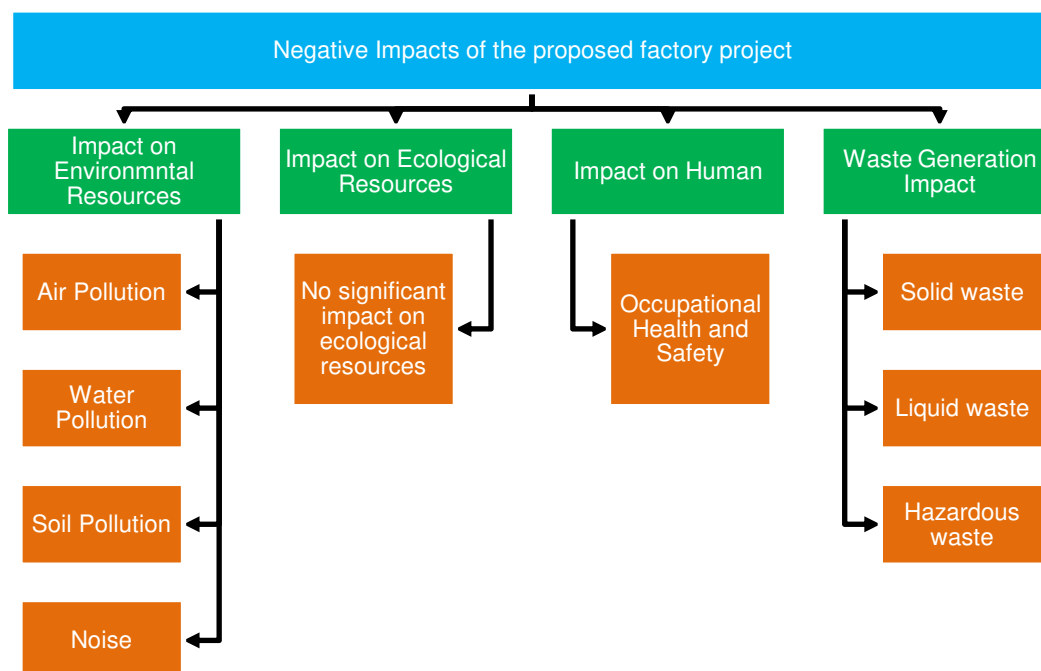 Negative Impacts of the proposed factory project
Impact on
Environmntal
Resources
Impact on Ecological
Resources
Impact on Human
Waste Generation
Impact
Air Pollution
No significant
impact on
ecological
resources
Occupational
Health and
Safety
Solid waste
Water
Pollution
Liquid waste
Soil Pollution
Hazardous
waste
Noise